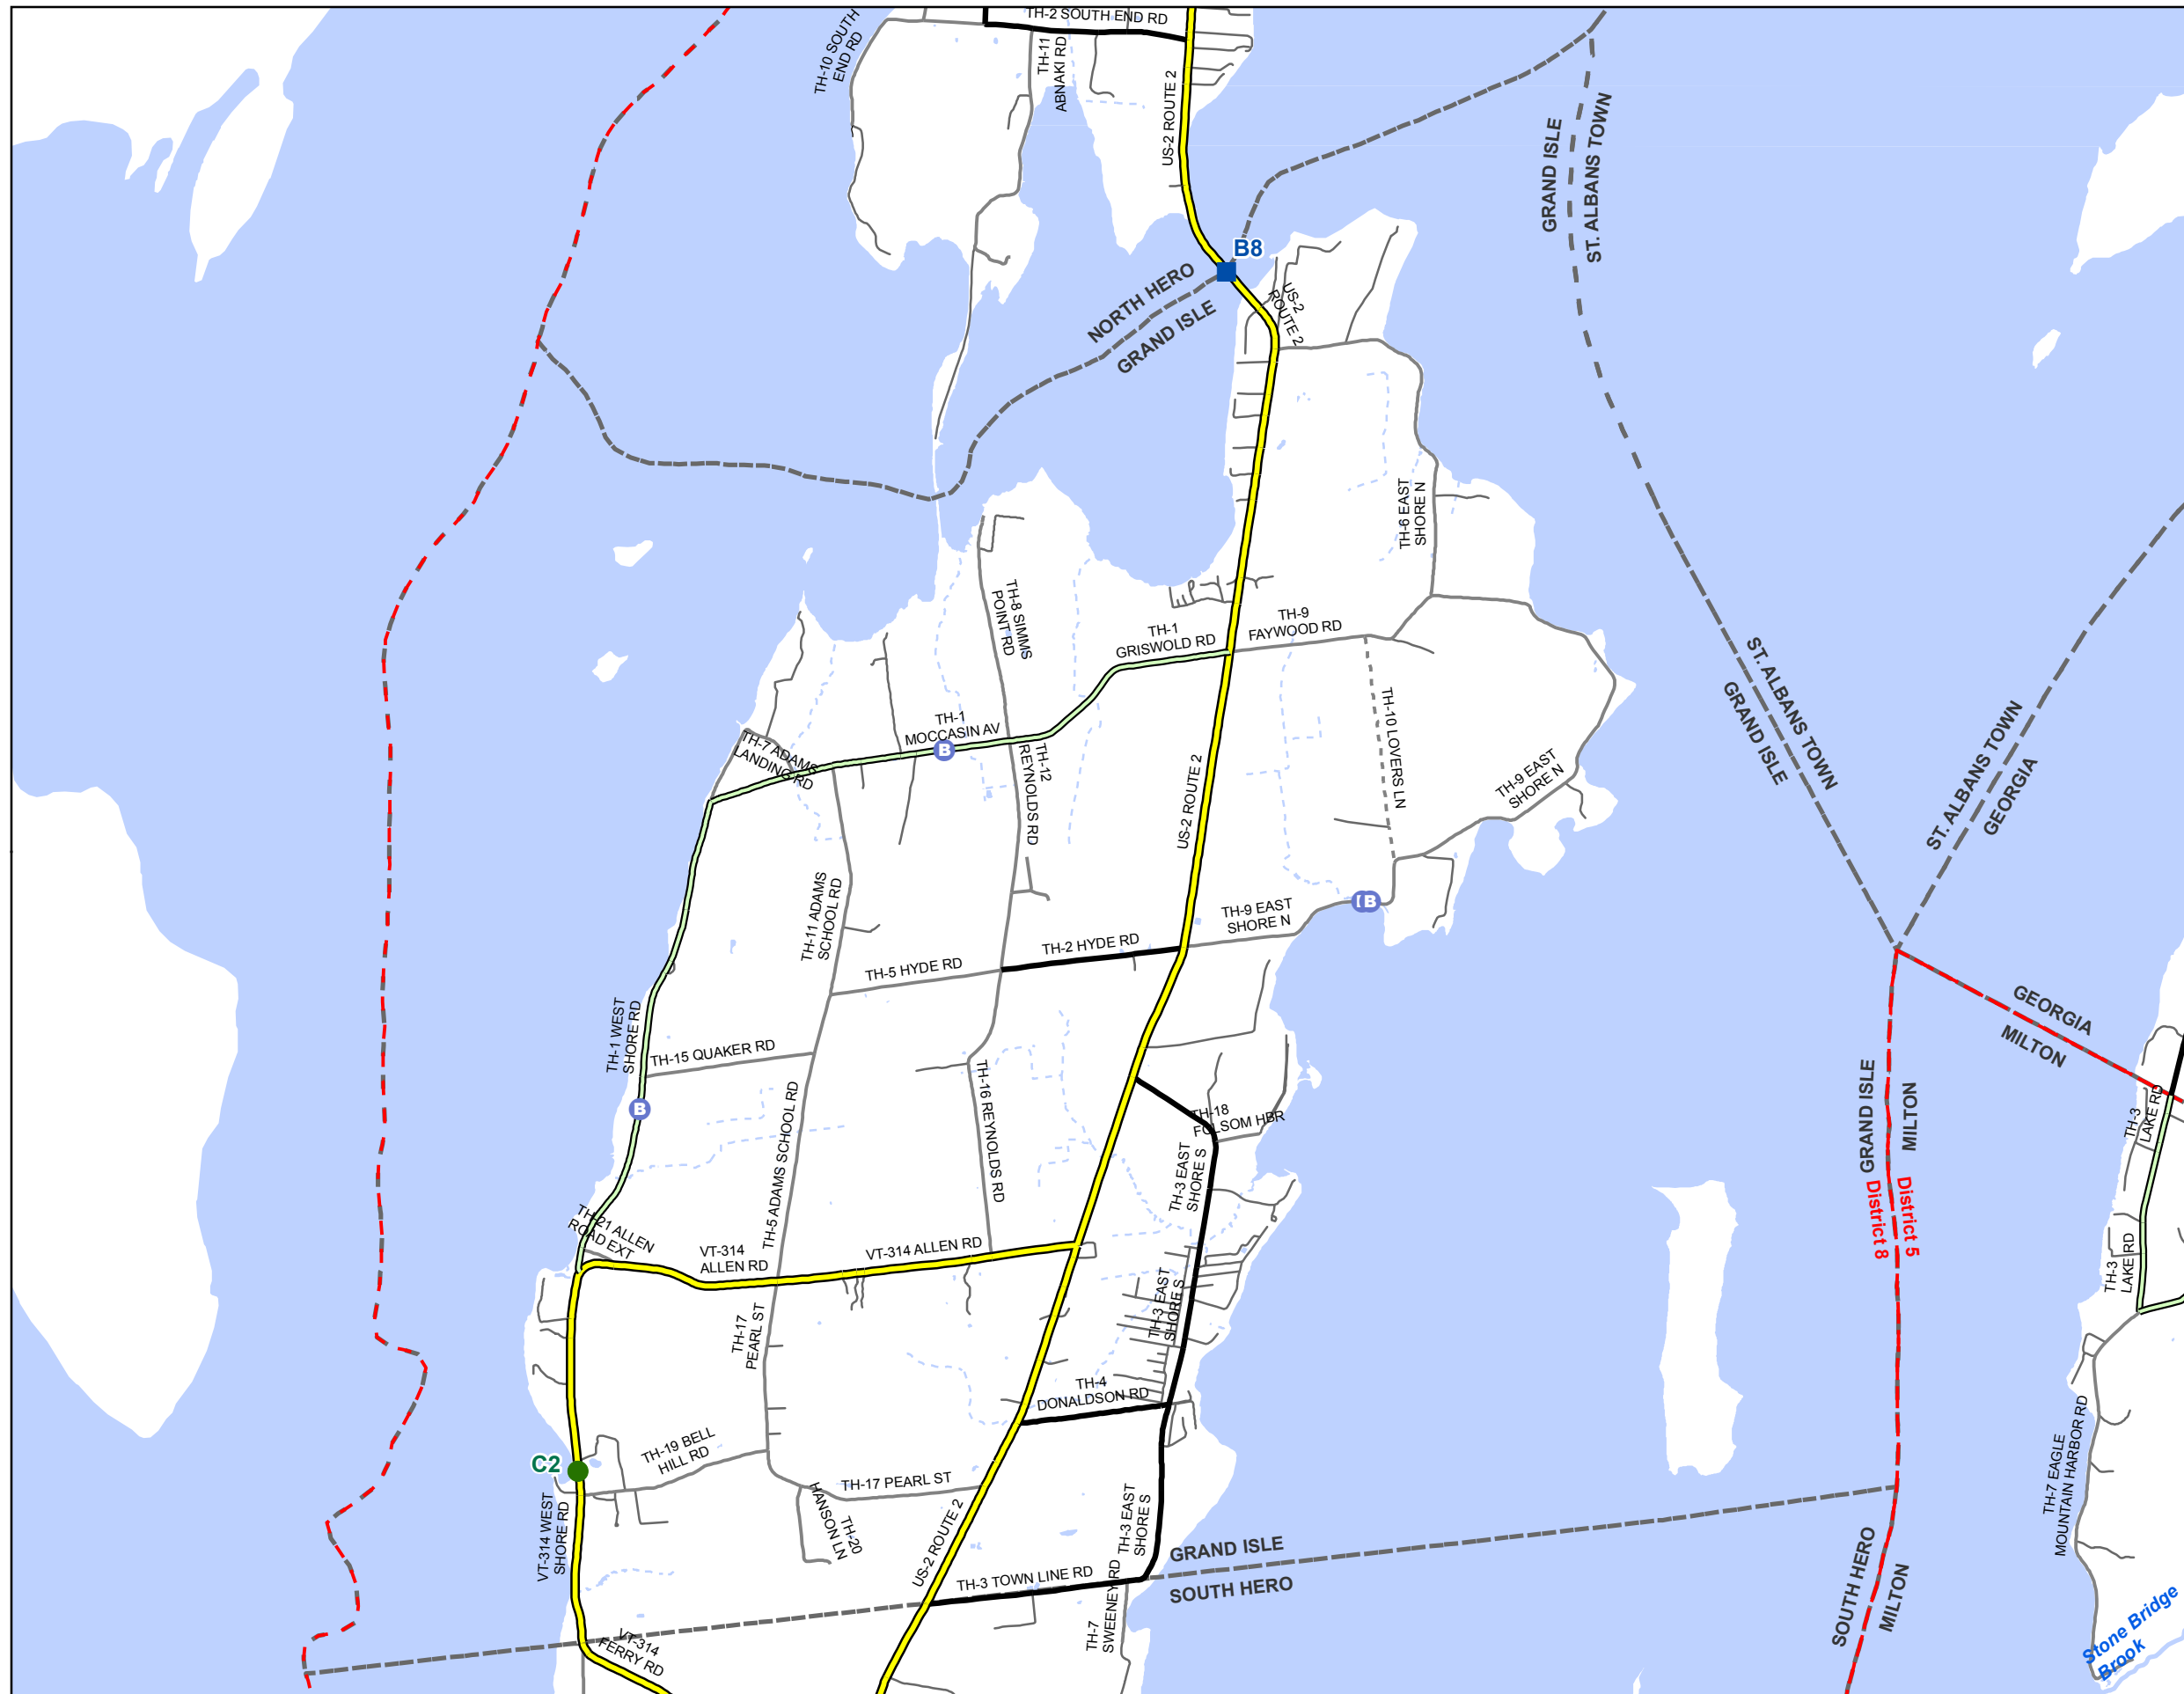 TH-2 SOUTH END RD
TH-10 SOUTH
END RD
TH-11
ABNAKI RD
US-2 ROUTE 2
GRAND ISLE
ST. ALBANS TOWN
B8
NORTH HERO
GRAND ISLE
US-2
ROUTE 2
TH-6 EAST
SHORE N
TH-8 SIMMS
POINT RD
TH-1
GRISWOLD RD
TH-9
FAYWOOD RD
ST. ALBANS TOWN
GRAND ISLE
TH-1
MOCCASIN AV
B
TH-7 ADAMS
LANDING RD
TH-12
REYNOLDS RD
TH-10 LOVERS LN
US-2 ROUTE 2
TH-9 EAST
SHORE N
ST. ALBANS TOWN
GEORGIA
TH-11 ADAMS
SCHOOL RD
TH-9 EAST
SHORE N
B
TH-2 HYDE RD
TH-5 HYDE RD
GEORGIA
MILTON
TH-1 WEST
SHORE RD
TH-15 QUAKER RD
B
TH-16 REYNOLDS RD
TH-5 ADAMS SCHOOL RD
TH-18
FOLSOM HBR
TH-3 EAST
SHORE S
GRAND ISLE
MILTON
District 8
District 5
TH-3
LAKE RD
TH-21 ALLEN
ROAD EXT
VT-314
ALLEN RD
VT-314 ALLEN RD
TH-3 EAST
SHORE S
TH-3
LAKE RD
TH-17
PEARL ST
TH-4
DONALDSON RD
TH-19 BELL
HILL RD
C2
TH-17 PEARL ST
TH-20
HANSON LN
VT-314 WEST
SHORE RD
US-2 ROUTE 2
TH-3 EAST
SHORE S
TH-7 EAGLE
MOUNTAIN HARBOR RD
GRAND ISLE
SOUTH HERO
TH-3 TOWN LINE RD
TH-7
SWEENEY RD
SOUTH HERO
MILTON
VT-314
FERRY RD
Stone Bridge
Brook